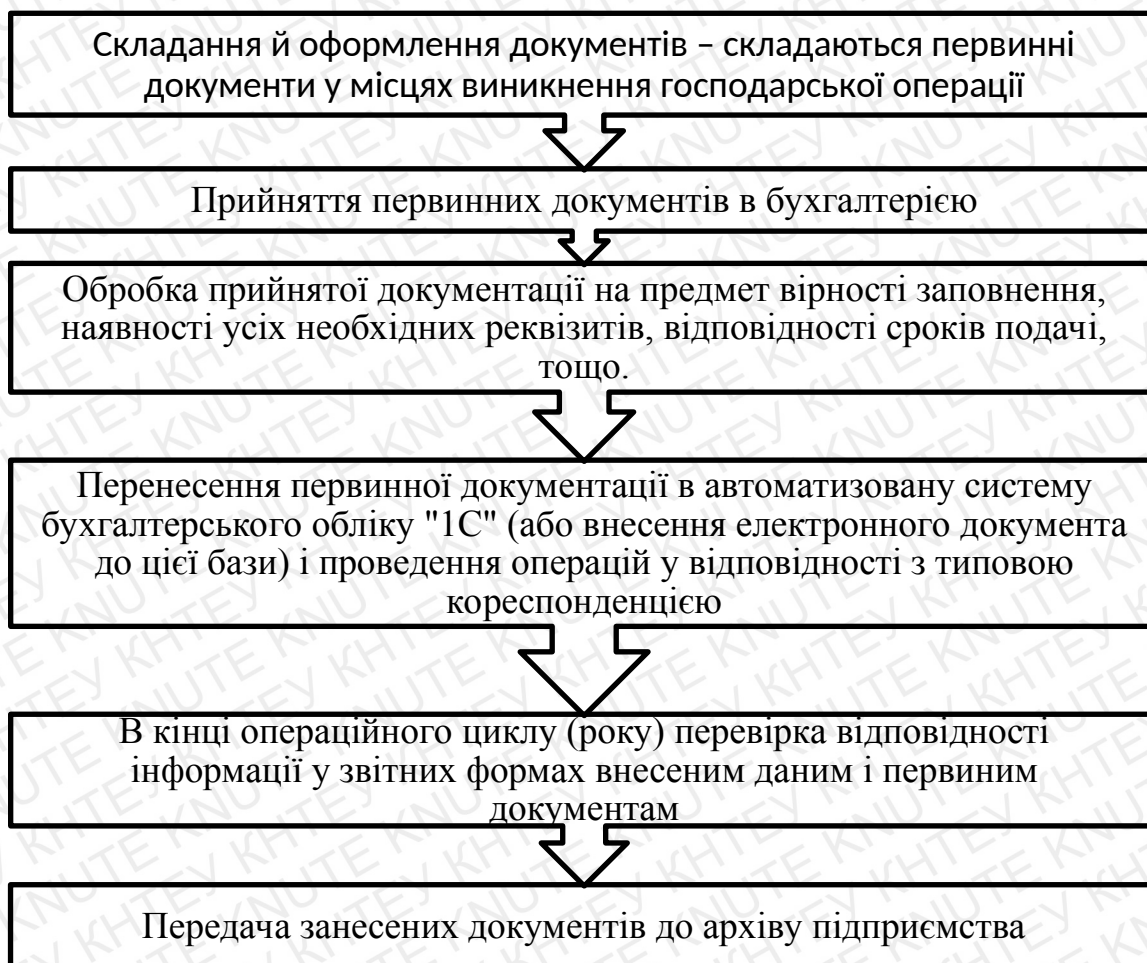 Складання й оформлення документів – складаються первинні
документи у місцях виникнення господарської операції
Прийняття первинних документів в бухгалтерією
Обробка прийнятої документації на предмет вірності заповнення,
наявності усіх необхідних реквізитів, відповідності сроків подачі,
тощо.
Перенесення первинної документації в автоматизовану систему
бухгалтерського обліку "1С" (або внесення електронного документа
до цієї бази) і проведення операцій у відповідності з типовою
кореспонденцією
В кінці операційного циклу (року) перевірка відповідності
інформації у звітних формах внесеним даним і первиним
документам
Передача занесених документів до архіву підприємства